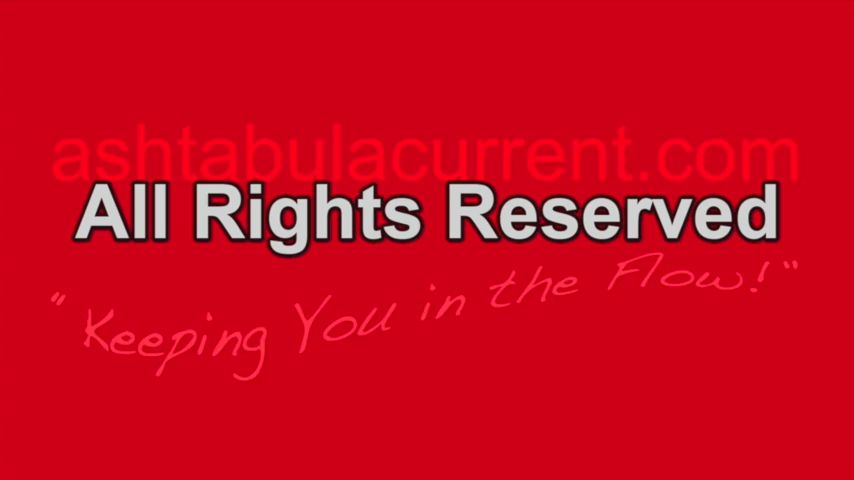 ashtabulacurrent.com
All Rights Reserved
"Keeping You in the Flow!"